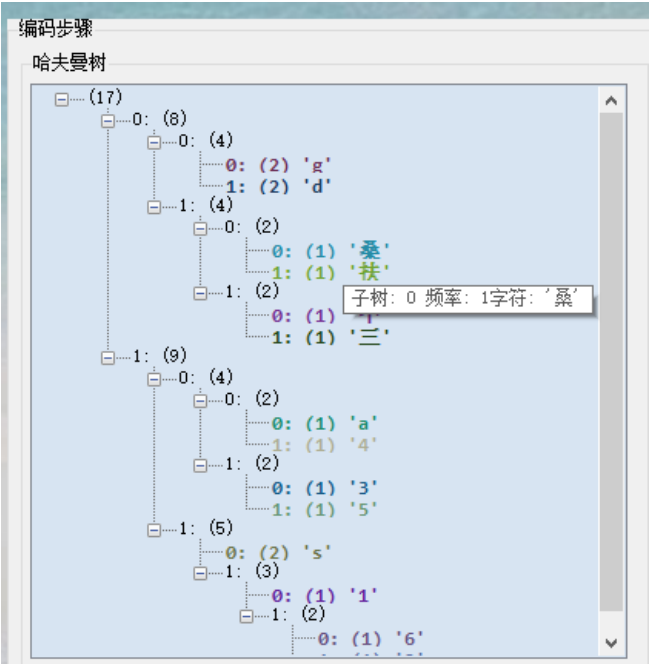 编码步骤
哈夫曼树
(17)
0: (8)
0: (4)
0: (2) 'g'
1: (2) 'd'
1: (4)
0: (2)
0: (1) '桑'
1: (1) '扶'
1: (2)
子树: 0 频率: 1字符: '桑'
0: (1)
1: (1) '三'
1: (9)
0: (4)
0: (2)
0: (1) 'a'
1: (1) '4'
1: (2)
0: (1) '3'
1: (1) '5'
1: (5)
0: (2) 's'
1: (3)
0: (1) '1'
1: (2)
0: (1) '6'